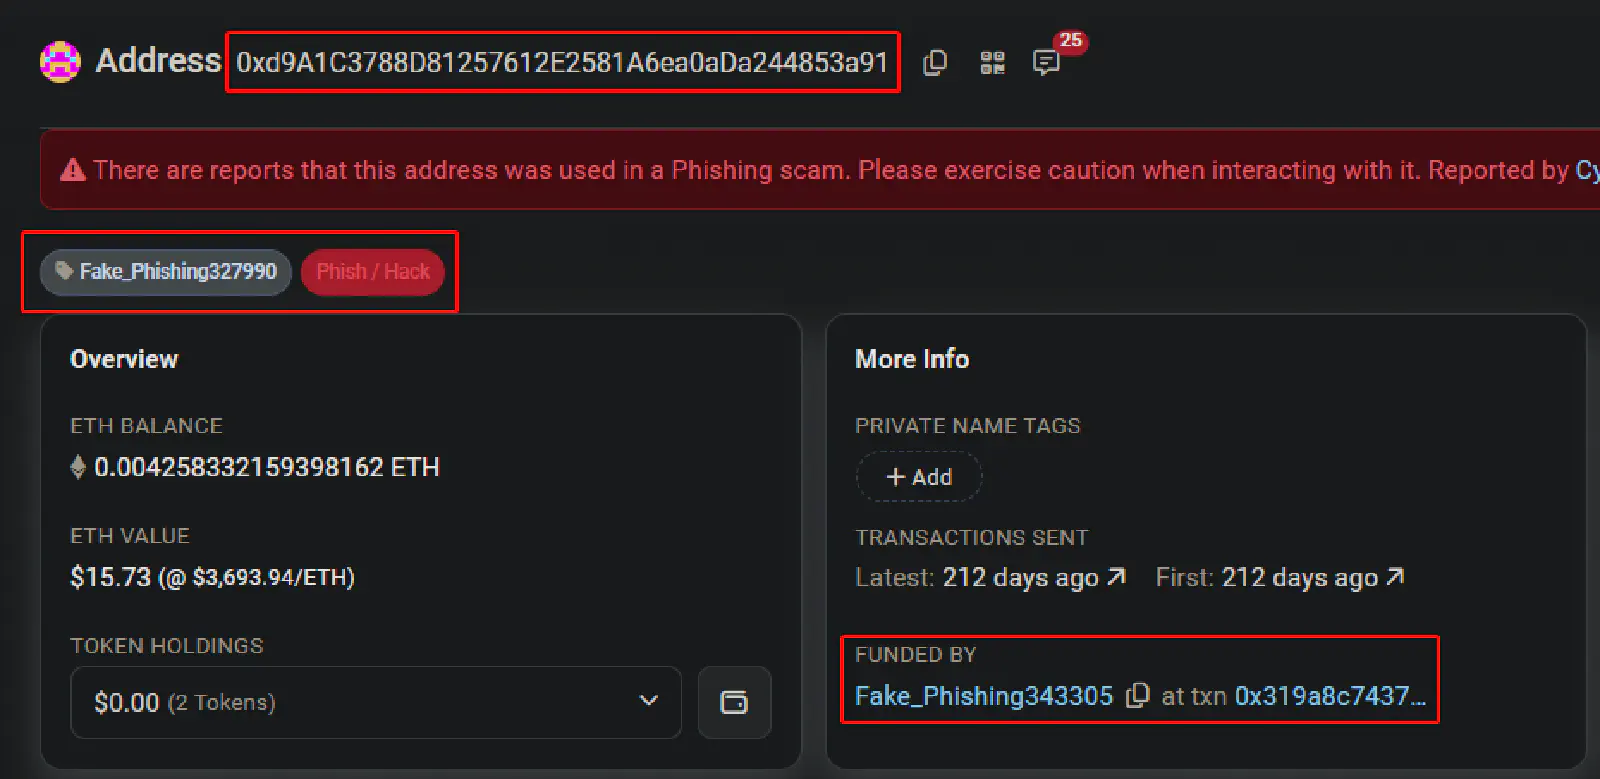 Address 0xd9A1C3788D81257612E2581A6ea0aDa244853a91 25
There are reports that this address was used in a Phishing scam. Please exercise caution when interacting with it. Reported by Cy
Fake_Phishing327990 Phish / Hack
Overview
ETH BALANCE
0.004258332159398162 ETH
ETH VALUE
$15.73 (@ $3,693.94/ETH)
TOKEN HOLDINGS
$0.00 (2 Tokens)
More Info
PRIVATE NAME TAGS
+ Add
TRANSACTIONS SENT
Latest: 212 days ago First: 212 days ago
FUNDED BY
Fake_Phishing343305 at txn 0x319a8c7437...